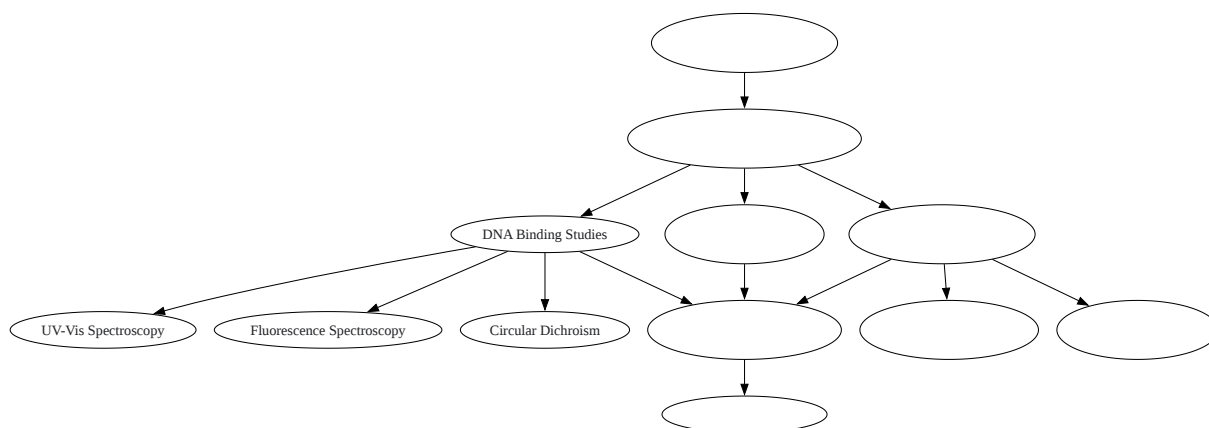 DNA Binding Studies
UV-Vis Spectroscopy
Fluorescence Spectroscopy
Circular Dichroism